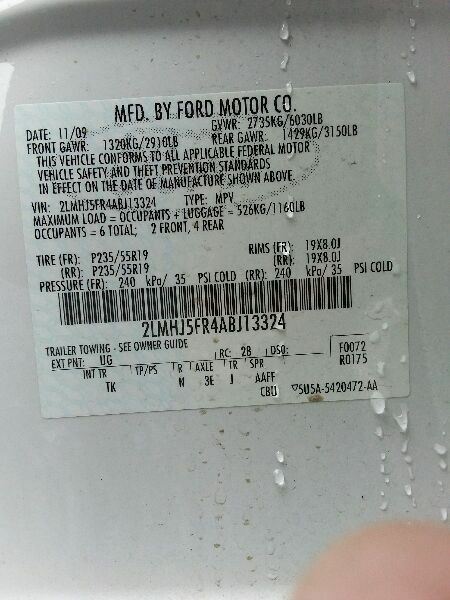 MFD. BY FORD MOTOR CO.
DATE: 11/09 GVWR: 2735KG/6030LB
FRONT GAWR: 1320KG/2910LB REAR GAWR: 1429KG/3150LB
THIS VEHICLE CONFORMS TO ALL APPLICABLE FEDERAL MOTOR
VEHICLE SAFETY AND THEFT PREVENTION STANDARDS
IN EFFECT ON THE DATE OF MANUFACTURE SHOWN ABOVE.
VIN: 2LMHJ5FR4ABJ13324 TYPE: MPV
MAXIMUM LOAD = OCCUPANTS + LUGGAGE = 526KG/1160LB
OCCUPANTS = 6 TOTAL; 2 FRONT, 4 REAR
TIRE (FR): P235/55R19 RIMS (FR): 19X8.0J
(RR): P235/55R19 (RR): 19X8.0J
PRESSURE (FR): 240 kPa/ 35 PSI COLD (RR): 240 kPa/ 35 PSI COLD
2LMHJ5FR4ABJ13324
TRAILER TOWING - SEE OWNER GUIDE F0072
EXT PNT: UG RC: 28 DSO: R0175
INT TR TP/PS R AXLE TR SPR
TK N 3E J AAFF
CBU ▽5U5A-5420472-AA